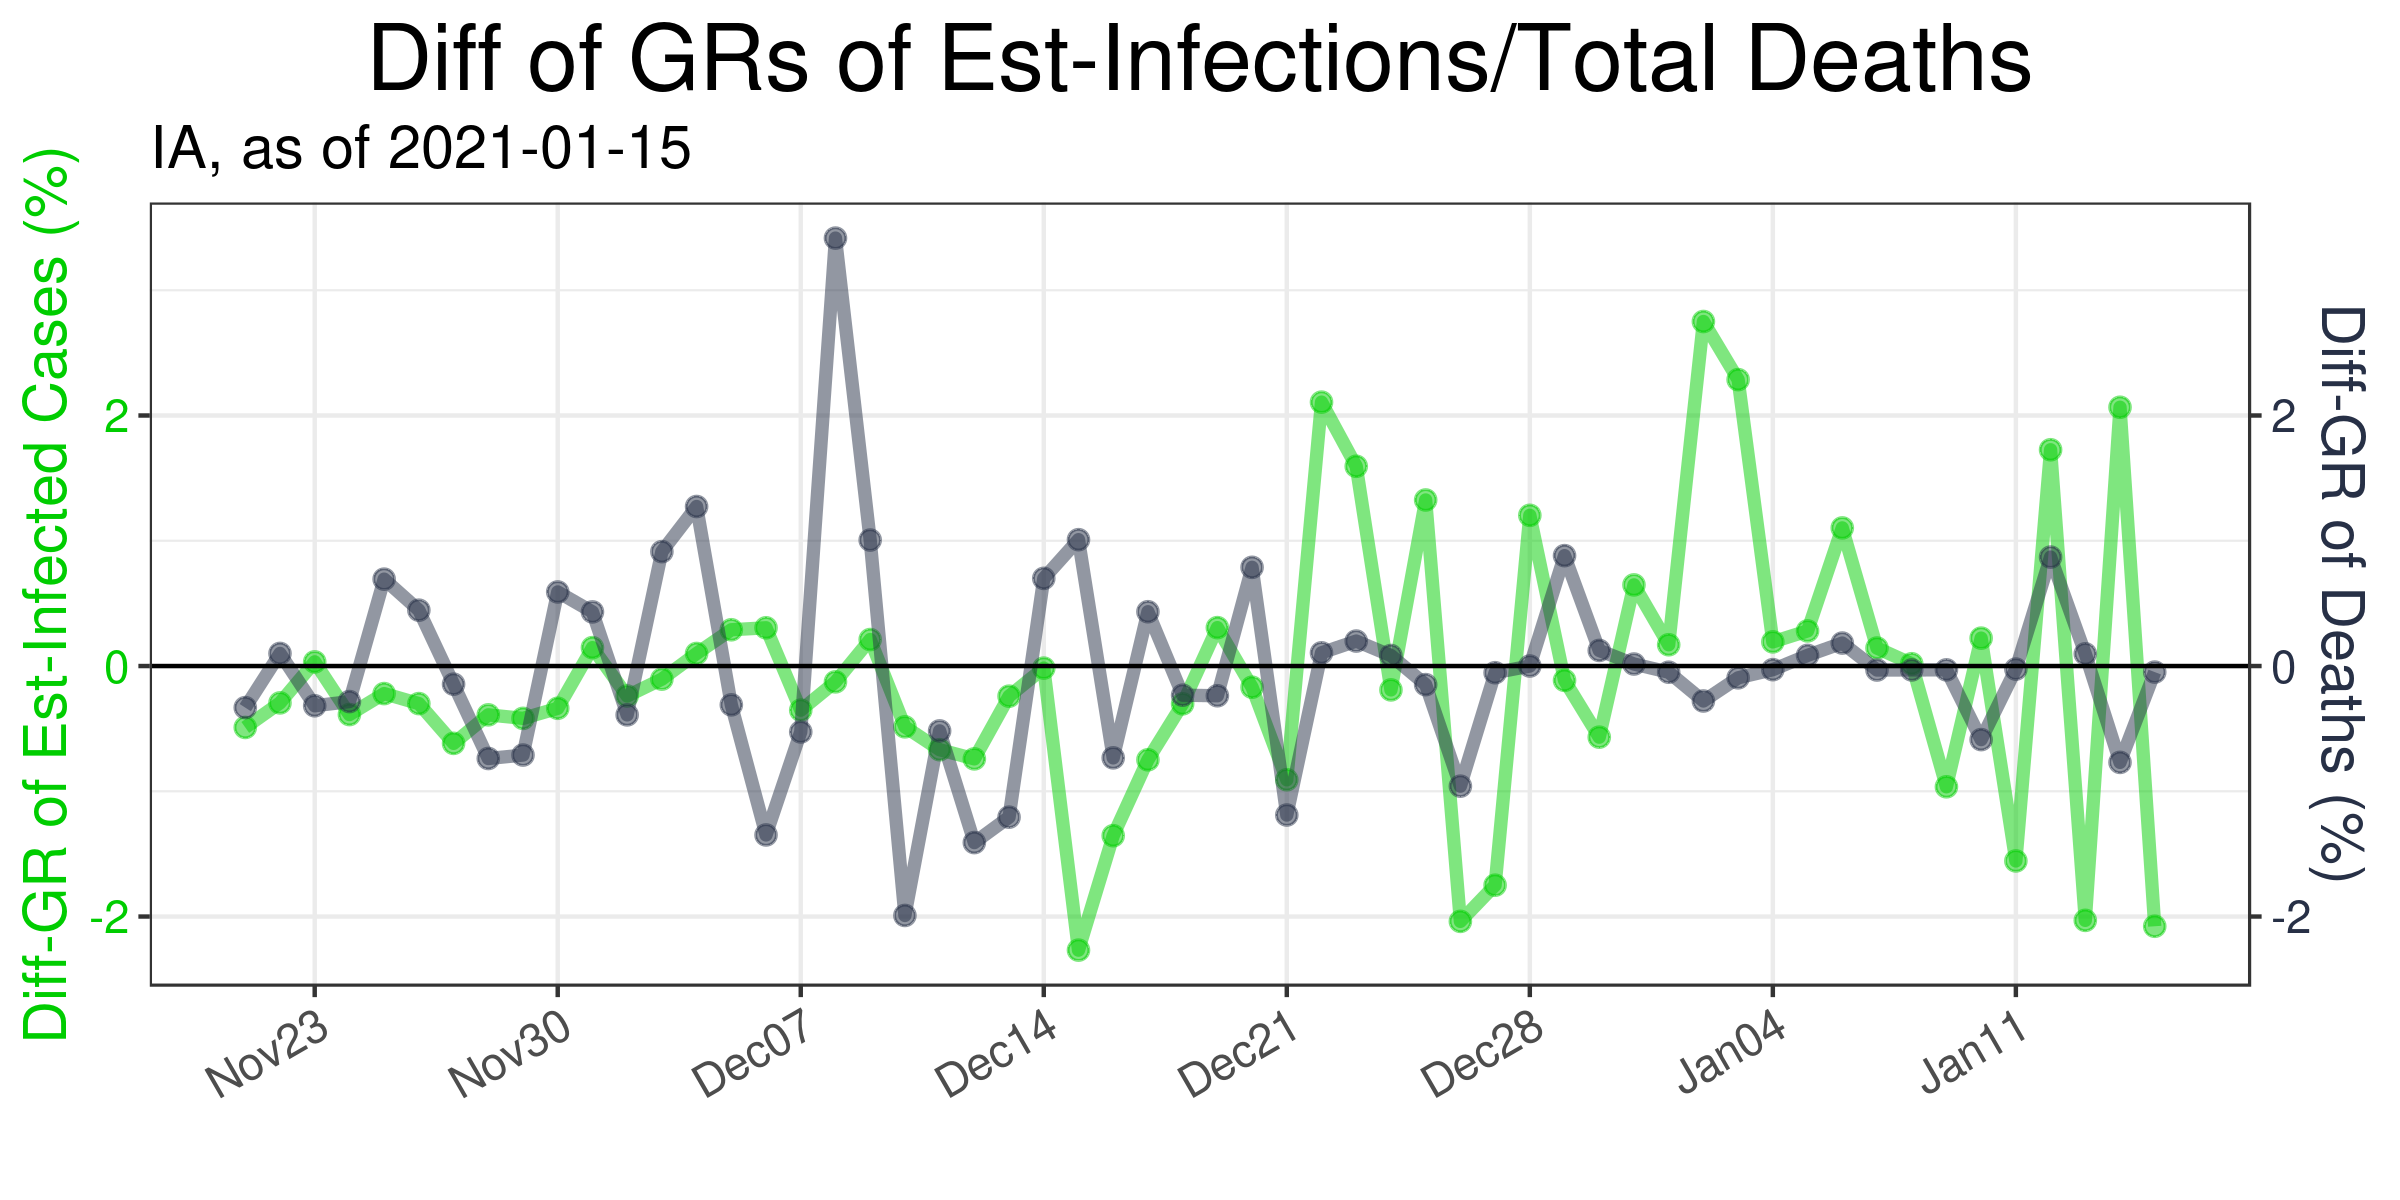 Diff of GRs of Est-Infections/Total Deaths
IA, as of 2021-01-15
Diff-GR of Est-Infected Cases (%)
2
0
-2
2
0
-2
Diff-GR of Deaths (%)
Nov23
Nov30
Dec07
Dec14
Dec21
Dec28
Jan04
Jan11